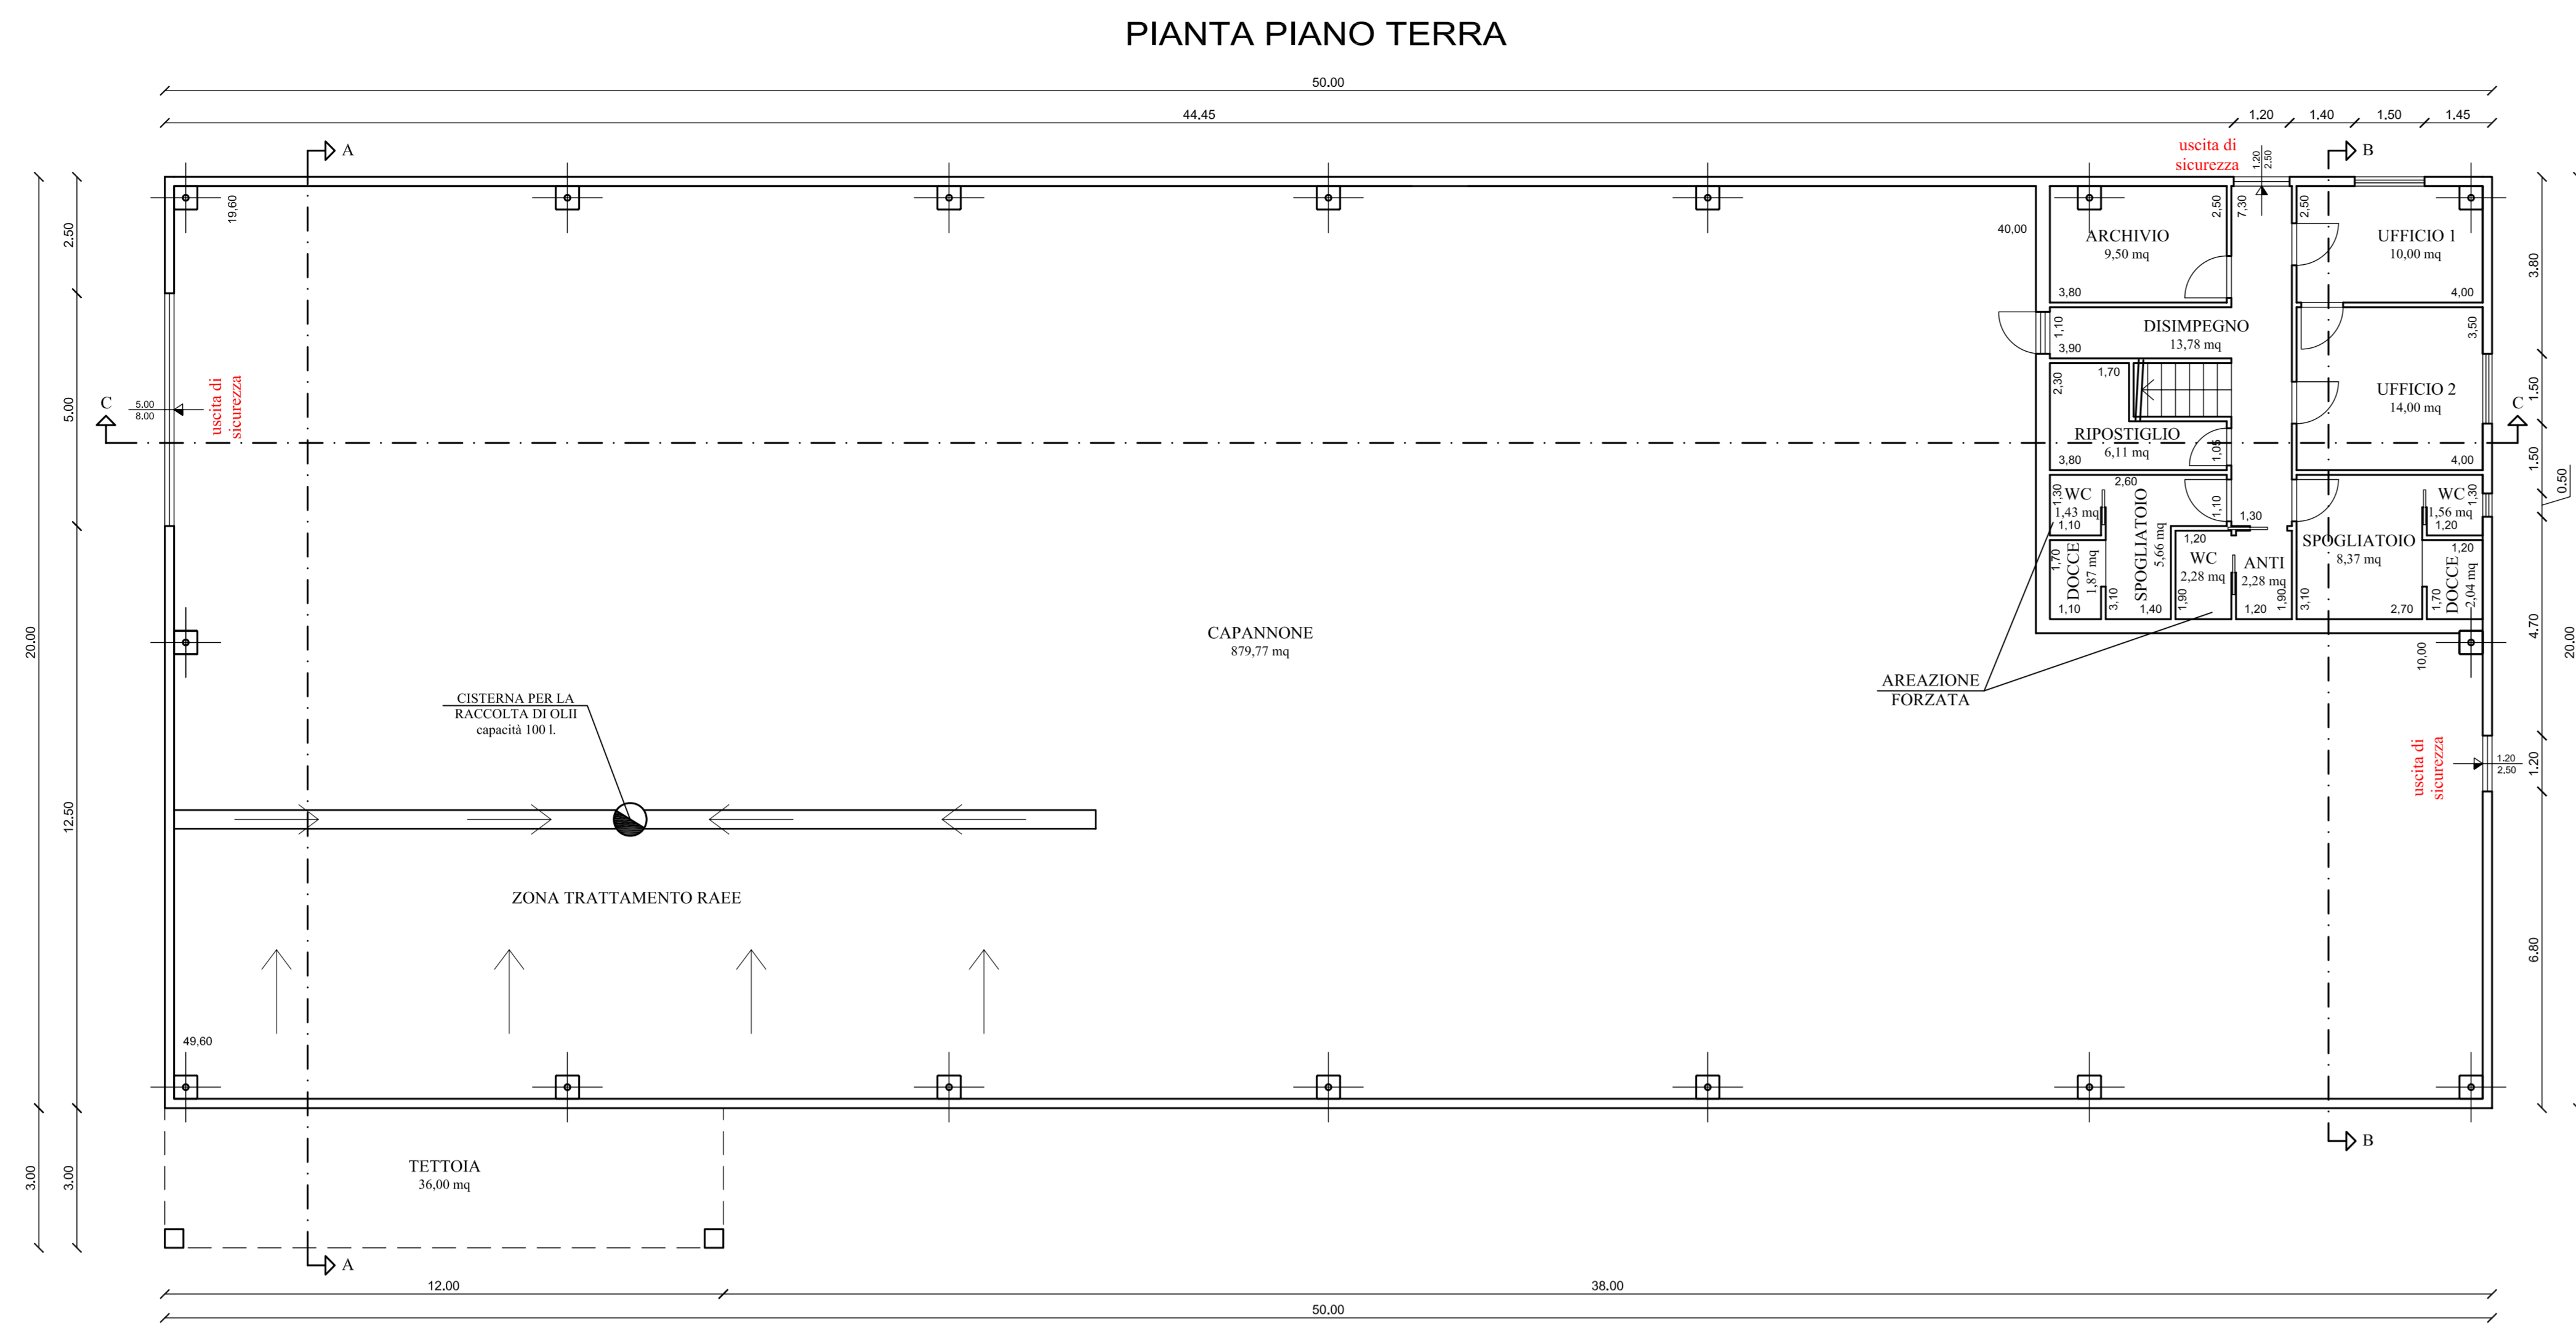 PIANTA PIANO TERRA
50.00
44.45
1.20
1.40
1.50
1.45
A
B
uscita di
sicurezza
1.20
2.50
20.00
3.00
2.50
5.00
12.50
3.00
19,60
40,00
ARCHIVIO
9,50 mq
3,80
2,50
7,30
2,50
UFFICIO 1
10,00 mq
4,00
3.80
DISIMPEGNO
13,78 mq
1,10
3,90
3,50
UFFICIO 2
14,00 mq
4,00
1.50
C
5.00
8.00
uscita di
sicurezza
2,30
1,70
RIPOSTIGLIO
6,11 mq
3,80
1,05
C
1.50
0.50
1,30
WC
1,43 mq
1,10
2,60
SPOGLIATOIO
5,66 mq
1,10
1,30
1,70
DOCCE
1,87 mq
1,10
3,10
1,40
1,20
WC
2,28 mq
1,90
ANTI
2,28 mq
1,20
1,90
SPOGLIATOIO
8,37 mq
3,10
2,70
WC
1,30
1,56 mq
1,20
1,20
DOCCE
2,04 mq
1,70
4.70
20.00
CAPANNONE
879,77 mq
AREAZIONE
FORZATA
10,00
CISTERNA PER LA
RACCOLTA DI OLII
capacità 100 l.
uscita di
sicurezza
1.20
2.50
1.20
ZONA TRATTAMENTO RAEE
6.80
49,60
B
TETTOIA
36,00 mq
A
12.00
38.00
50.00